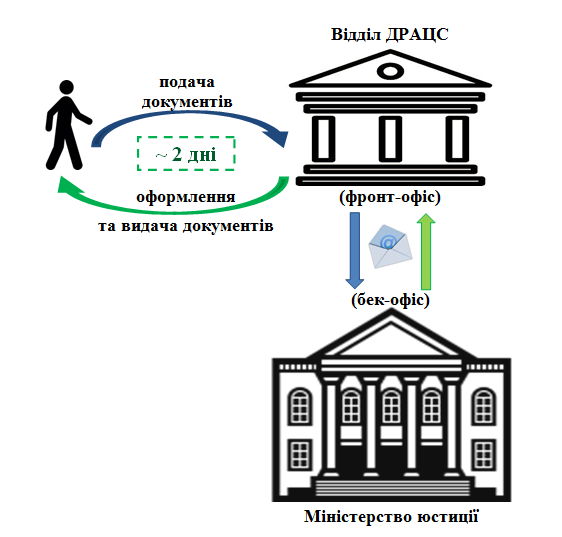 Відділ ДРАЦС
подача
документів
~ 2 дні
оформлення
та видача документів
(фронт-офіс)
@
(бек-офіс)
Міністерство юстиції